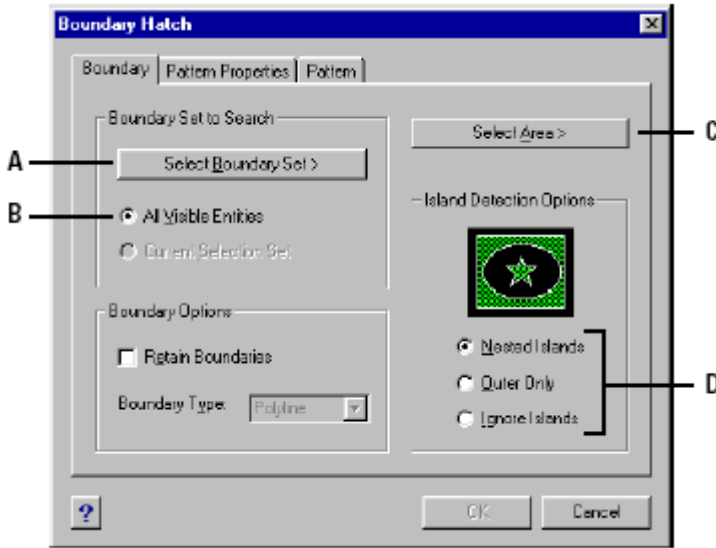 Boundary Hatch
Boundary
Pattern Properties
Pattern
Boundary Set to Search
A
Select Boundary Set >
B
All Visible Entities
Current Selection Set
Boundary Options
Retain Boundaries
Boundary Type:
Polyline
Select Area >
C
Island Detection Options
Nested Islands
Outer Only
D
Ignore Islands
?
OK
Cancel